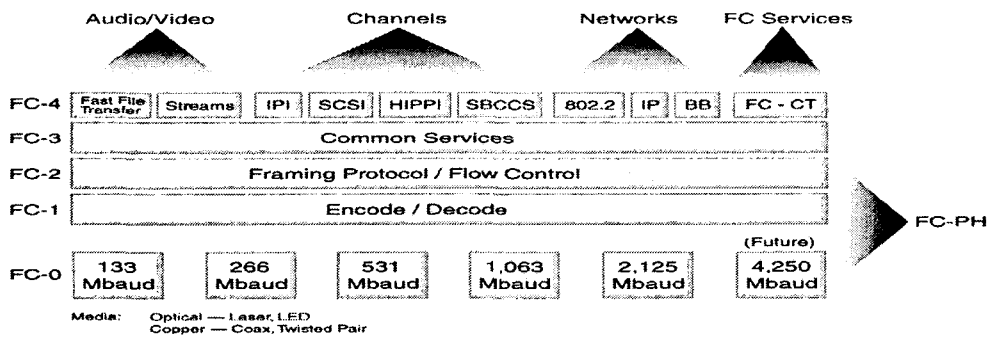 Audio/Video Channels Networks FC Services
FC-4 Fast File Transfer Streams IPI SCSI HIPPI SBCCS 802.2 IP BB FC - CT
FC-3 Common Services
FC-2 Framing Protocol / Flow Control
FC-1 Encode / Decode
FC-PH
(Future)
FC-0 133 Mbaud 266 Mbaud 531 Mbaud 1,063 Mbaud 2,125 Mbaud 4,250 Mbaud
Media: Optical — Laser, LED
Copper — Coax, Twisted Pair